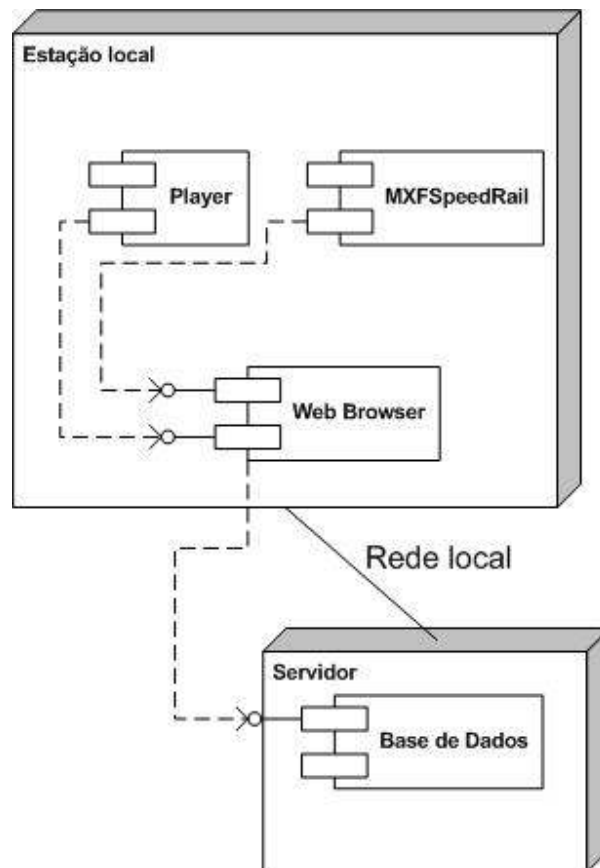 Estação local
Player
MXFSpeedRail
Web Browser
Rede local
Servidor
Base de Dados